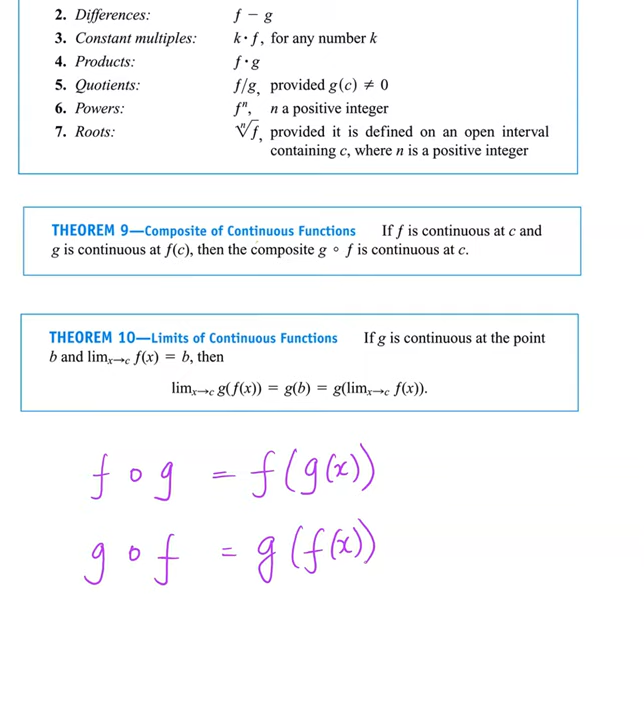 2. Differences: f − g
3. Constant multiples: k · f, for any number k
4. Products: f · g
5. Quotients: f/g, provided g(c) ≠ 0
6. Powers: fⁿ, n a positive integer
7. Roots: ⁿ√f, provided it is defined on an open interval
containing c, where n is a positive integer
THEOREM 9—Composite of Continuous Functions If f is continuous at c and
g is continuous at f(c), then the composite g ∘ f is continuous at c.
THEOREM 10—Limits of Continuous Functions If g is continuous at the point
b and limₓ→c f(x) = b, then
limₓ→c g(f(x)) = g(b) = g(limₓ→c f(x)).
f ∘ g = f(g(x))
g ∘ f = g(f(x))